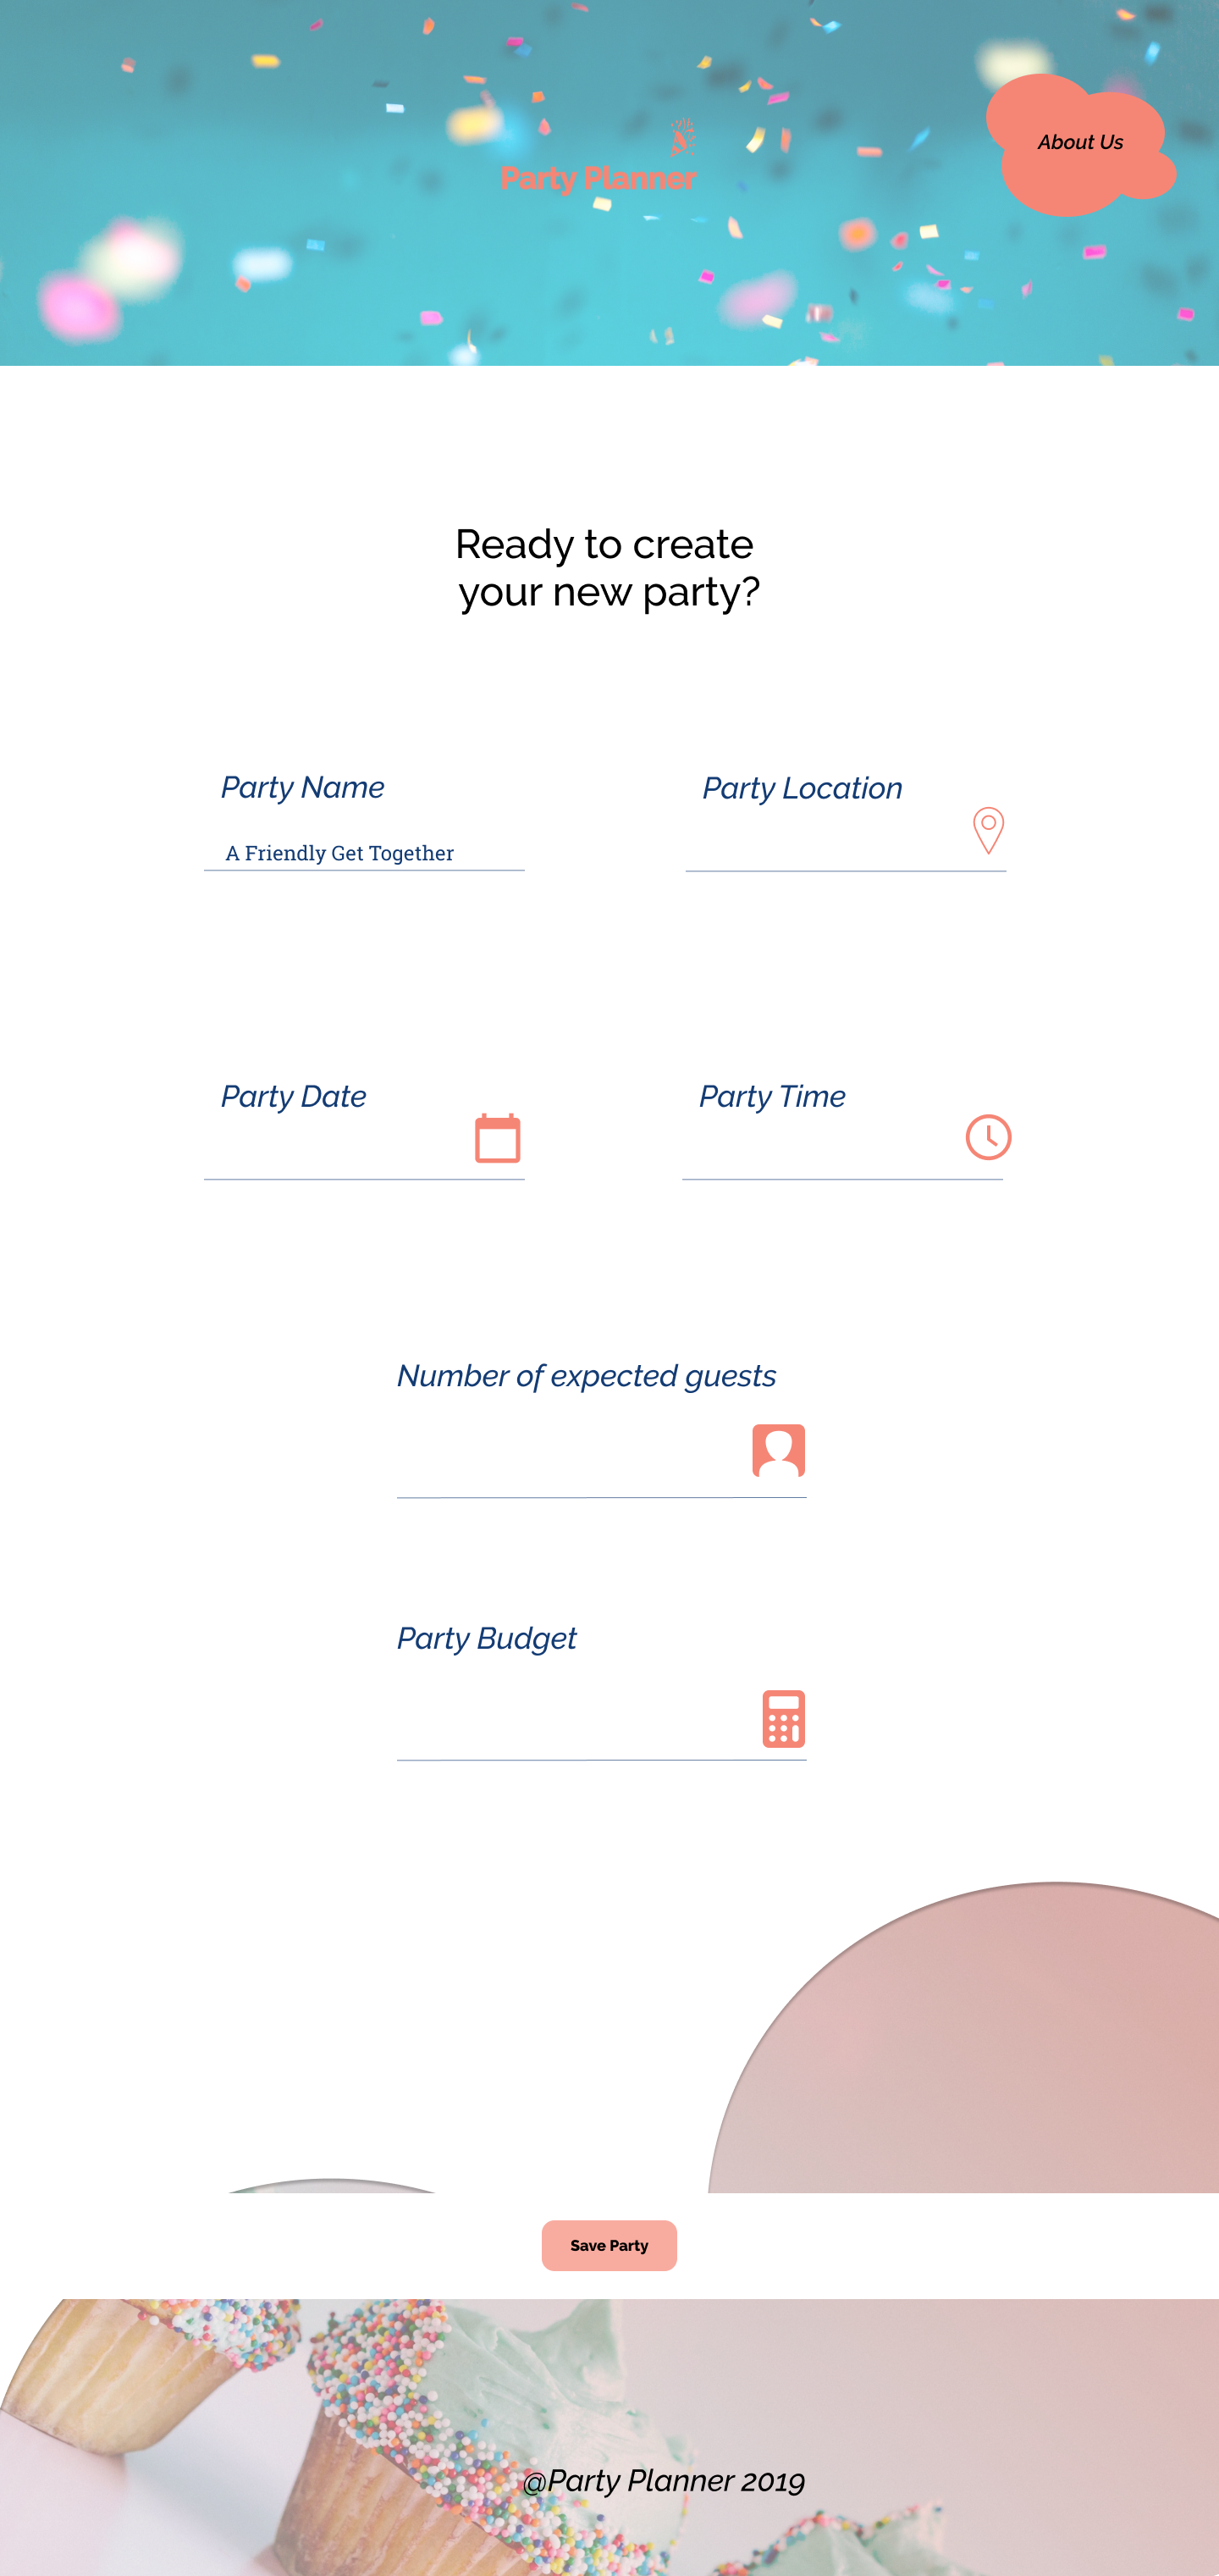 Party Planner
About Us
Ready to create
your new party?
Party Name
A Friendly Get Together
Party Location
Party Date
Party Time
Number of expected guests
Party Budget
Save Party
@Party Planner 2019